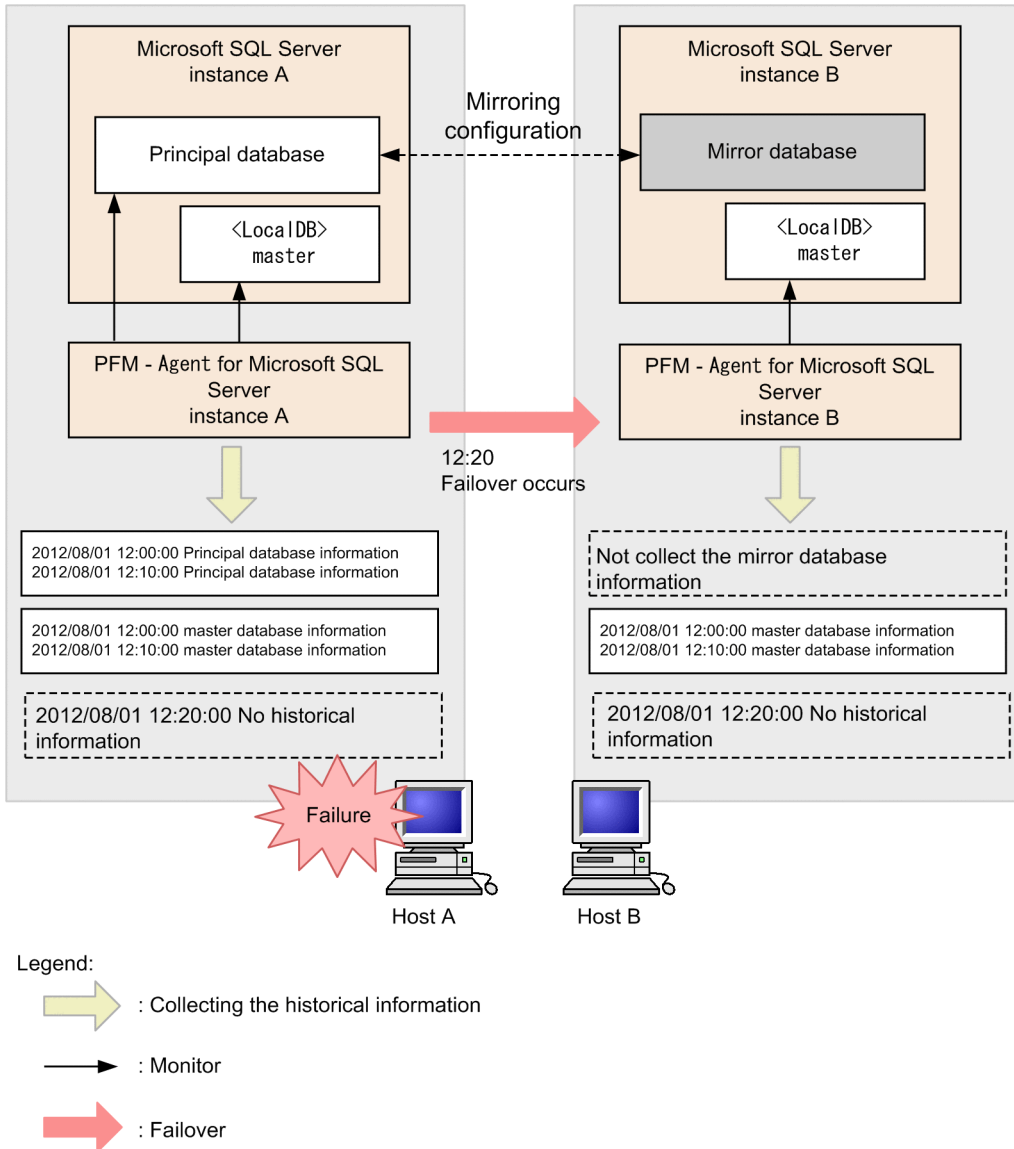 Microsoft SQL Server
instance A
Principal database
<LocalDB>
master
PFM - Agent for Microsoft SQL
Server
instance A
Mirroring
configuration
Microsoft SQL Server
instance B
Mirror database
<LocalDB>
master
PFM - Agent for Microsoft SQL
Server
instance B
12:20
Failover occurs
2012/08/01 12:00:00 Principal database information
2012/08/01 12:10:00 Principal database information
2012/08/01 12:00:00 master database information
2012/08/01 12:10:00 master database information
2012/08/01 12:20:00 No historical
information
Not collect the mirror database
information
2012/08/01 12:00:00 master database information
2012/08/01 12:10:00 master database information
2012/08/01 12:20:00 No historical
information
Failure
Host A
Host B
Legend:
: Collecting the historical information
: Monitor
: Failover